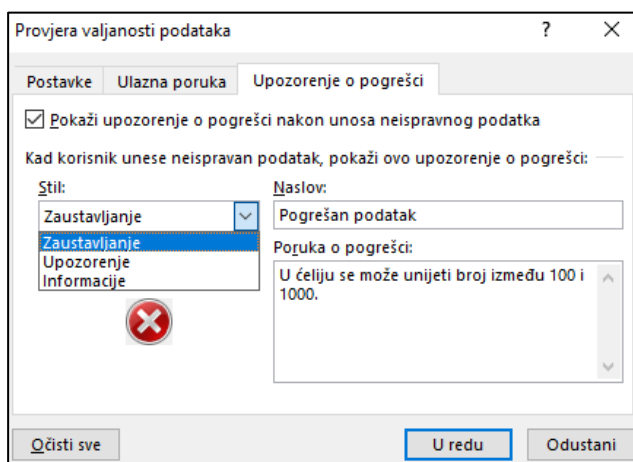 Provjera valjanosti podataka
?
Postavke
Ulazna poruka
Upozorenje o pogrešci
Pokaži upozorenje o pogrešci nakon unosa neispravnog podatka
Kad korisnik unese neispravan podatak, pokaži ovo upozorenje o pogrešci:
Stil:
Zaustavljanje
Zaustavljanje
Upozorenje
Informacije
Naslov:
Pogrešan podatak
Poruka o pogrešci:
U ćeliju se može unijeti broj između 100 i
1000.
Očisti sve
U redu
Odustani